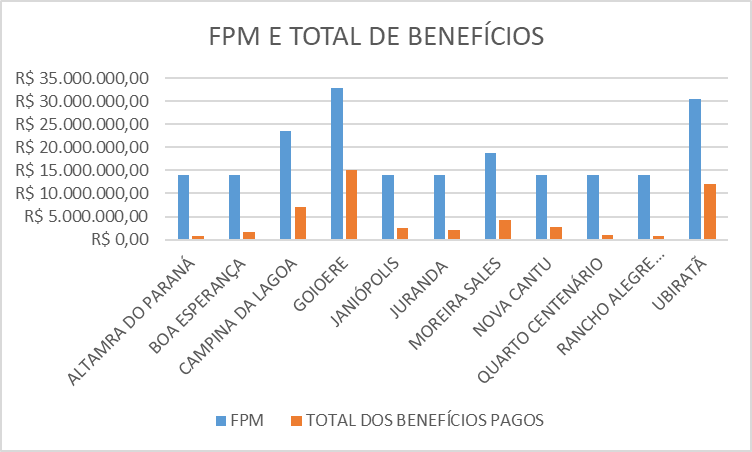 FPM E TOTAL DE BENEFÍCIOS
R$ 35.000.000,00
R$ 30.000.000,00
R$ 25.000.000,00
R$ 20.000.000,00
R$ 15.000.000,00
R$ 10.000.000,00
R$ 5.000.000,00
R$ 0,00
ALTAMRA DO PARANÁ
BOA ESPERANÇA
CAMPINA DA LAGOA
GOIOERE
JANIÓPOLIS
JURANDA
MOREIRA SALES
NOVA CANTU
QUARTO CENTENÁRIO
RANCHO ALEGRE...
UBIRATÃ
FPM
TOTAL DOS BENEFÍCIOS PAGOS